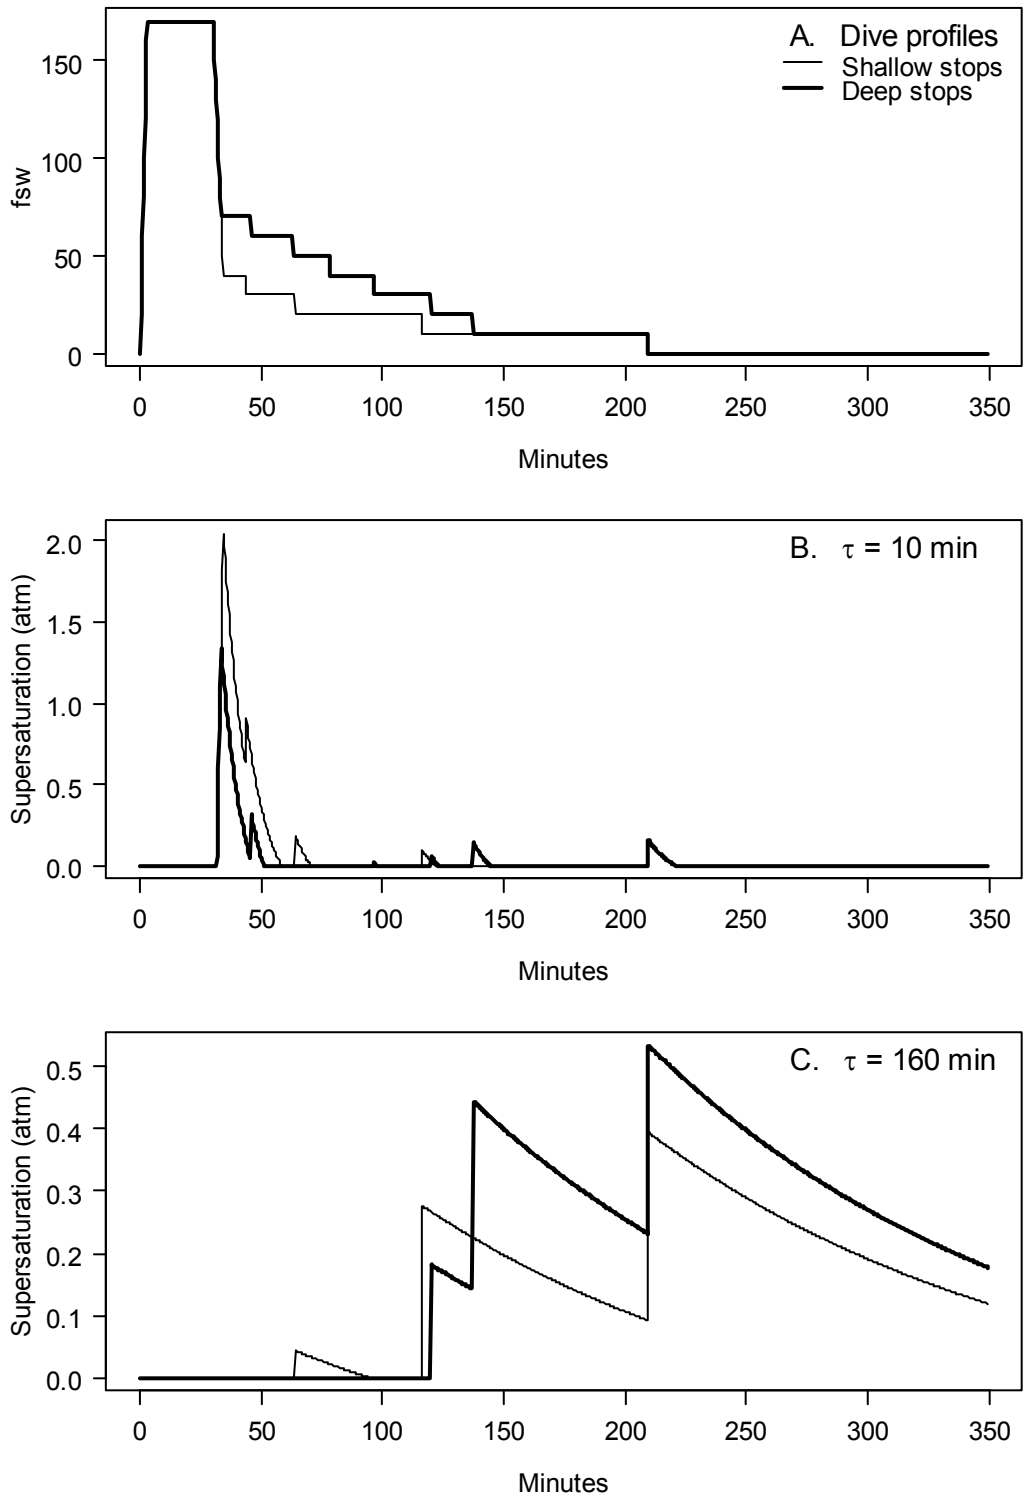 A. Dive profiles
Shallow stops
Deep stops
fsw
150
100
50
0
0 50 100 150 200 250 300 350
Minutes
B. τ = 10 min
Supersaturation (atm)
2.0
1.5
1.0
0.5
0.0
0 50 100 150 200 250 300 350
Minutes
C. τ = 160 min
Supersaturation (atm)
0.5
0.4
0.3
0.2
0.1
0.0
0 50 100 150 200 250 300 350
Minutes